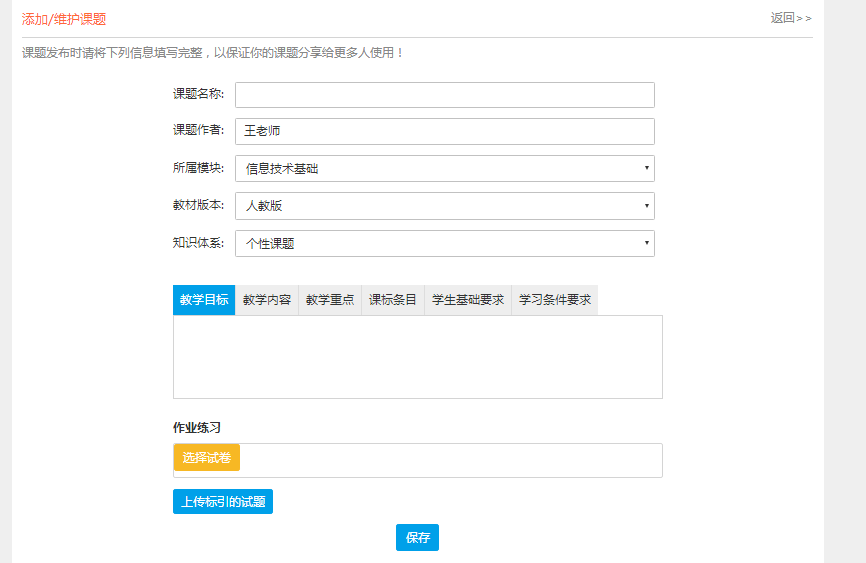 添加/维护课题
返回>>
课题发布时请将下列信息填写完整，以保证你的课题分享给更多人使用！
课题名称:
课题作者: 王老师
所属模块: 信息技术基础
教材版本: 人教版
知识体系: 个性课题
教学目标 教学内容 教学重点 课标条目 学生基础要求 学习条件要求
作业练习
选择试卷
上传标引的试题
保存